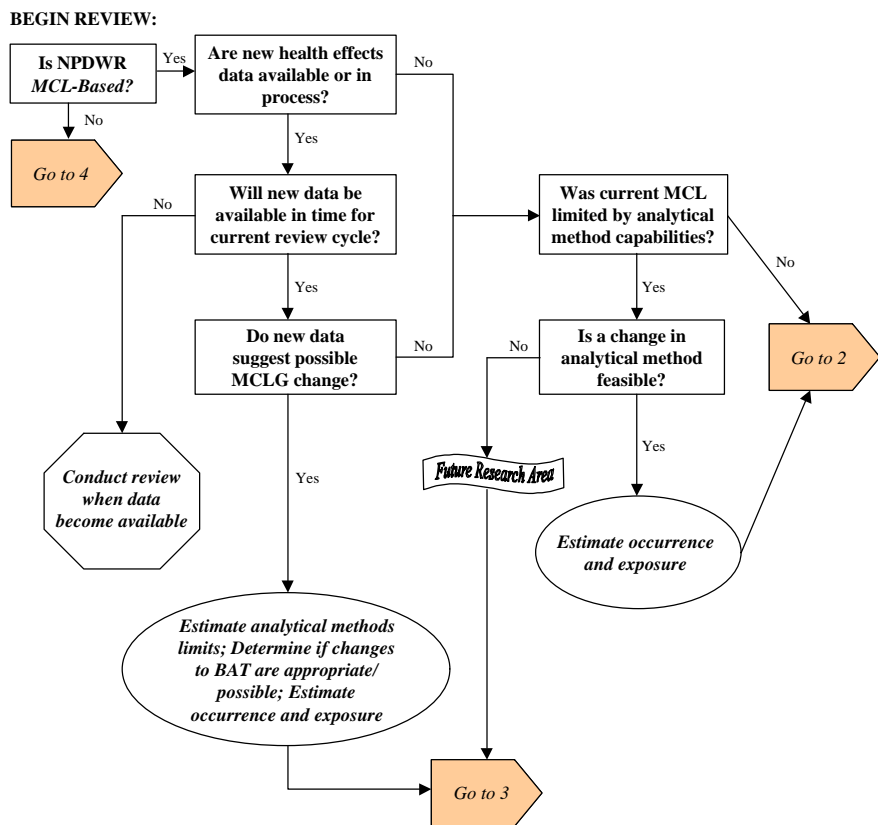 BEGIN REVIEW:
Is NPDWR
MCL-Based?
Yes
Are new health effects
data available or in
process?
No
No
Yes
Go to 4
Will new data be
available in time for
current review cycle?
No
Was current MCL
limited by analytical
method capabilities?
No
Yes
Yes
Do new data
suggest possible
MCLG change?
No
Is a change in
analytical method
feasible?
No
Go to 2
Yes
Yes
Future Research Area
Conduct review
when data
become available
Estimate occurrence
and exposure
Estimate analytical methods
limits; Determine if changes
to BAT are appropriate/
possible; Estimate
occurrence and exposure
Go to 3